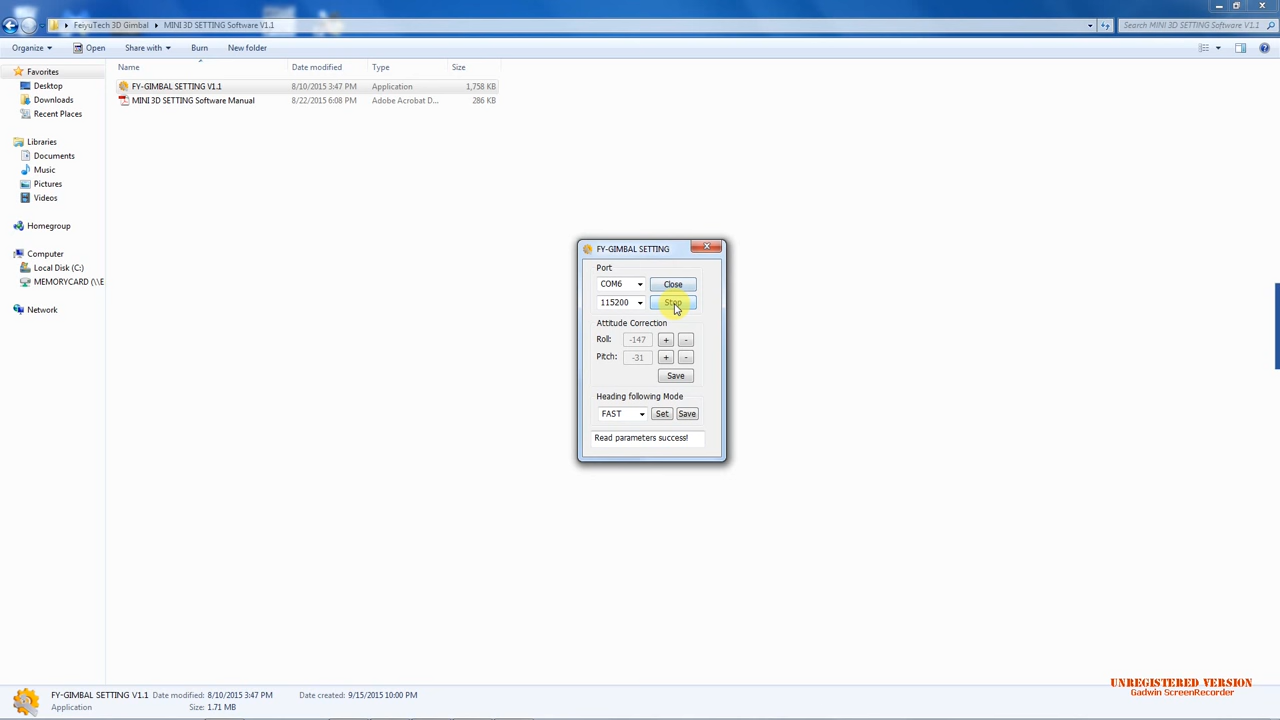 FeiyuTech 3D Gimbal
MINI 3D SETTING Software V1.1
Search MINI 3D SETTING Software V1.1
Organize
Open
Share with
Burn
New folder
Name
Date modified
Type
Size
Favorites
Desktop
Downloads
Recent Places
Libraries
Documents
Music
Pictures
Videos
Homegroup
Computer
Local Disk (C:)
MEMORYCARD (\\E
Network
FY-GIMBAL SETTING V1.1 8/10/2015 3:47 PM Application 1,758 KB
MINI 3D SETTING Software Manual 8/22/2015 6:08 PM Adobe Acrobat D... 286 KB
FY-GIMBAL SETTING
Port
COM6 Close
115200 Stop
Attitude Correction
Roll: -147 + -
Pitch: -31 + -
Save
Heading following Mode
FAST Set Save
Read parameters success!
FY-GIMBAL SETTING V1.1 Date modified: 8/10/2015 3:47 PM Date created: 9/15/2015 10:00 PM
Application Size: 1.71 MB
UNREGISTERED VERSION
Gadwin ScreenRecorder